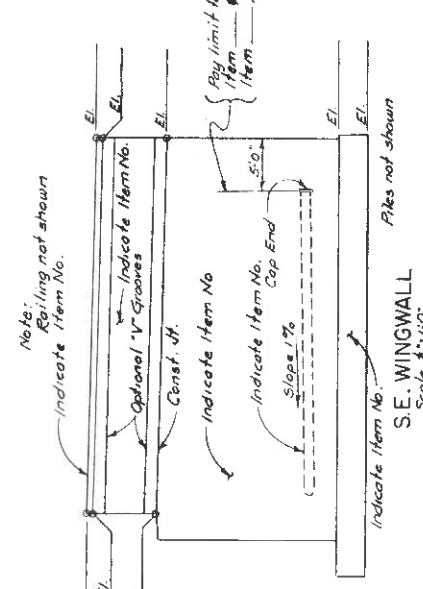 Note:
Railing not shown
Indicate Item No.
El.
El.
Indicate Item No.
Optional "V" Grooves
El.
Const. Jt.
Pay limit
Item
Item
5'-0"
Indicate Item No
Indicate Item No.
Cap End
Slope 1%
El.
El.
Indicate Item No.
Piles not shown
S.E. WINGWALL
Scale